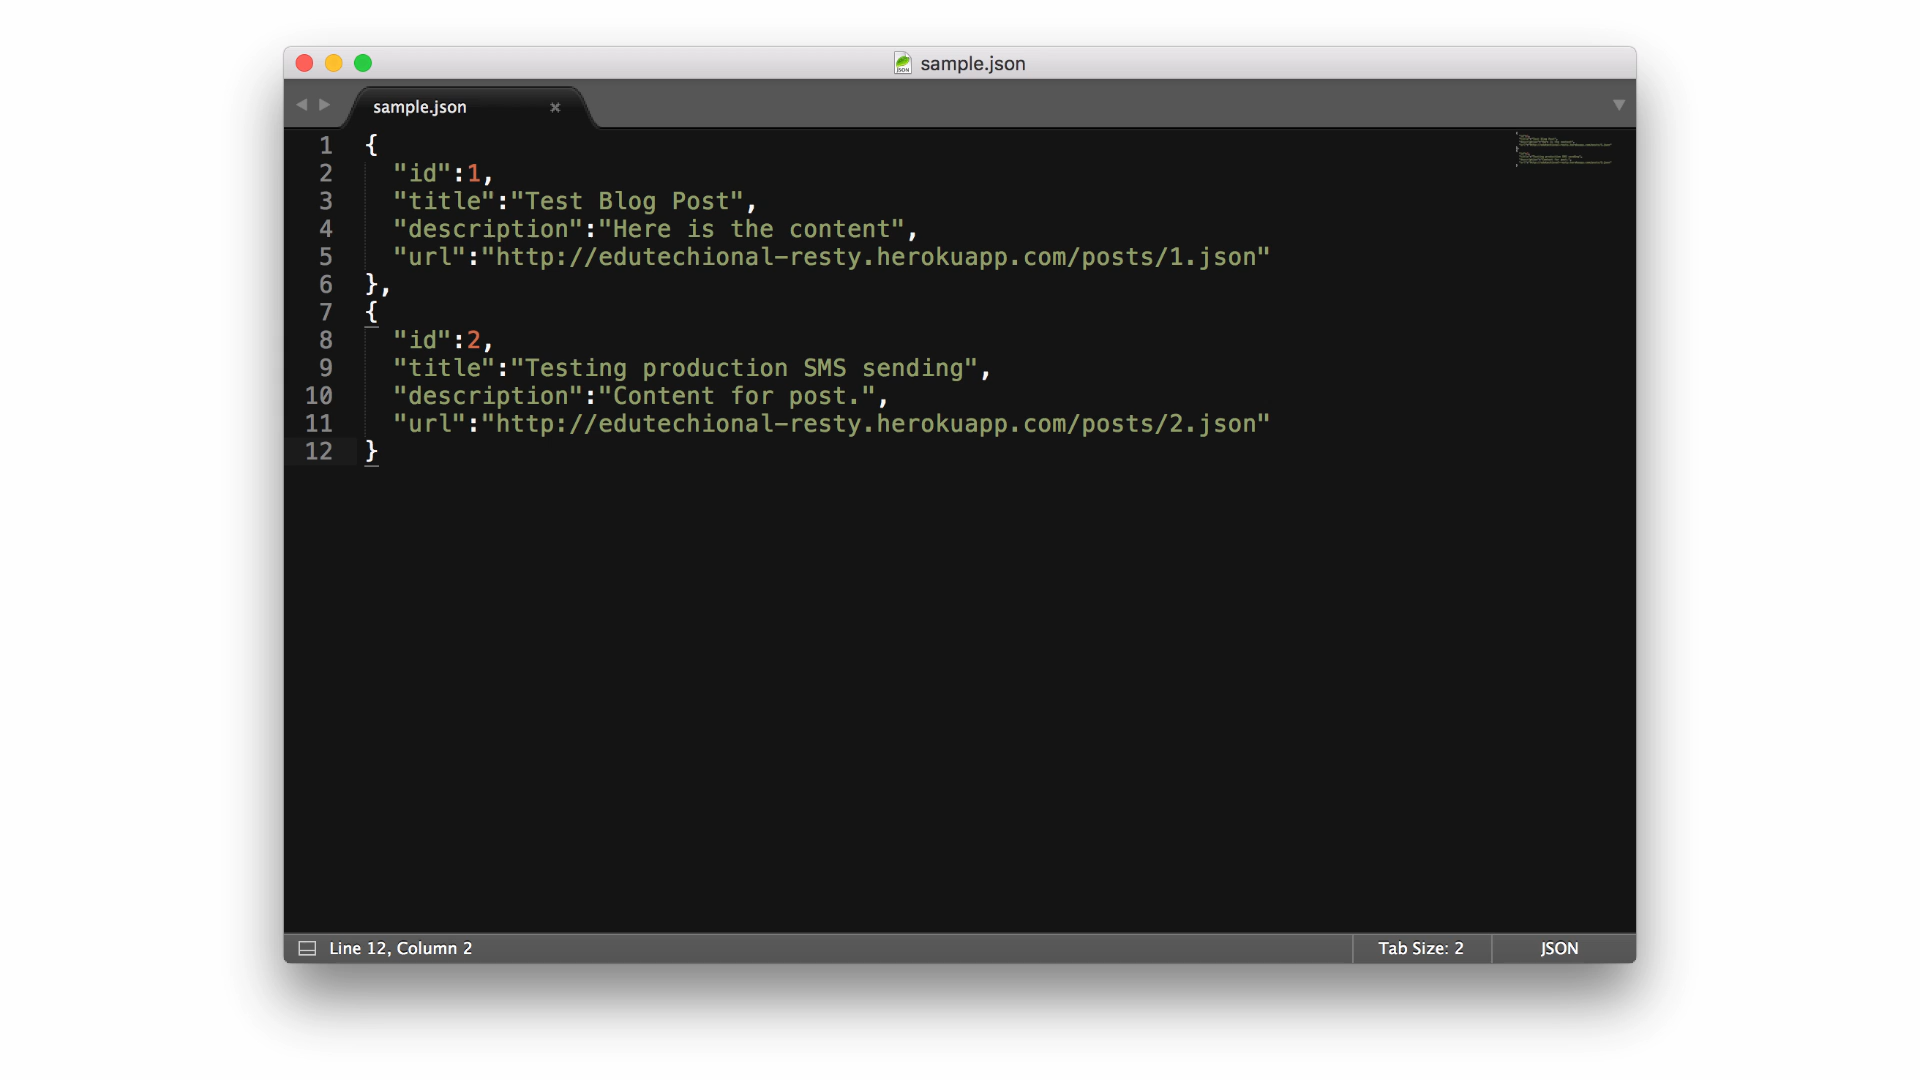 sample.json
sample.json
1 {
2   "id":1,
3   "title":"Test Blog Post",
4   "description":"Here is the content",
5   "url":"http://edutechional-resty.herokuapp.com/posts/1.json"
6 },
7 {
8   "id":2,
9   "title":"Testing production SMS sending",
10   "description":"Content for post.",
11   "url":"http://edutechional-resty.herokuapp.com/posts/2.json"
12 }
Line 12, Column 2 Tab Size: 2 JSON